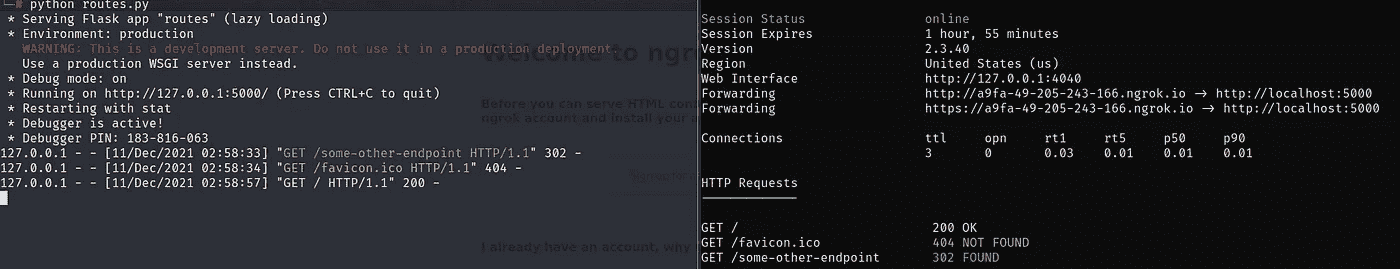 python routes.py
* Serving Flask app "routes" (lazy loading)
* Environment: production
WARNING: This is a development server. Do not use it in a production deployment.
Use a production WSGI server instead.
* Debug mode: on
* Running on http://127.0.0.1:5000/ (Press CTRL+C to quit)
* Restarting with stat
* Debugger is active!
* Debugger PIN: 183-816-063
127.0.0.1 - - [11/Dec/2021 02:58:33] "GET /some-other-endpoint HTTP/1.1" 302 -
127.0.0.1 - - [11/Dec/2021 02:58:34] "GET /favicon.ico HTTP/1.1" 404 -
127.0.0.1 - - [11/Dec/2021 02:58:57] "GET / HTTP/1.1" 200 -
Welcome to ngro
Before you can serve HTML con
ngrok account and install your a
I already have an account, why
Session Status online
Session Expires 1 hour, 55 minutes
Version 2.3.40
Region United States (us)
Web Interface http://127.0.0.1:4040
Forwarding http://a9fa-49-205-243-166.ngrok.io → http://localhost:5000
Forwarding https://a9fa-49-205-243-166.ngrok.io → http://localhost:5000
Connections ttl opn rt1 rt5 p50 p90
3 0 0.03 0.01 0.01 0.01
HTTP Requests
-------------
GET / 200 OK
GET /favicon.ico 404 NOT FOUND
GET /some-other-endpoint 302 FOUND